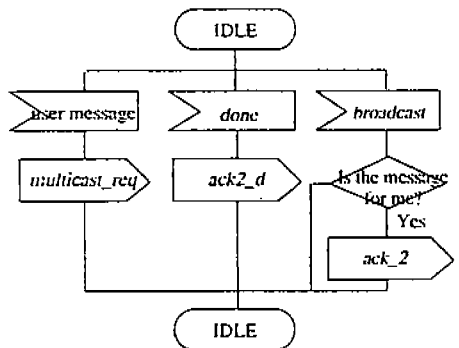 IDLE
user message
done
broadcast
multicast_req
ack2_d
Is the message
for me?
Yes
ack_2
IDLE